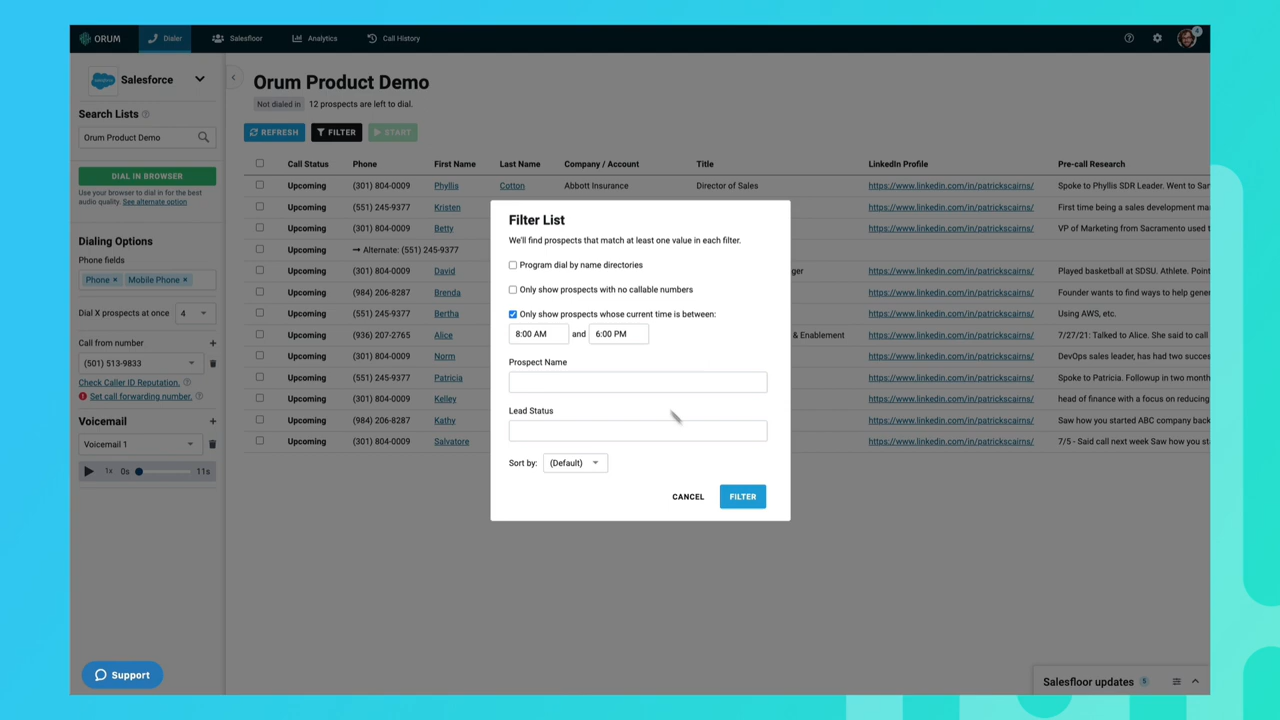 ORUM
Dialer
Salesfloor
Analytics
Call History
4
Salesforce
Search Lists
Orum Product Demo
DIAL IN BROWSER
Use your browser to dial in for the best
audio quality. See alternate option
Dialing Options
Phone fields
Phone × Mobile Phone ×
Dial X prospects at once 4
Call from number +
(501) 513-9833
Check Caller ID Reputation.
Set call forwarding number.
Voicemail +
Voicemail 1
1x 0s 11s
Support
Orum Product Demo
Not dialed in 12 prospects are left to dial.
REFRESH FILTER START
Call Status Phone First Name Last Name Company / Account Title LinkedIn Profile Pre-call Research
Upcoming (301) 804-0009 Phyllis Cotton Abbott Insurance Director of Sales https://www.linkedin.com/in/patrickscairns/ Spoke to Phyllis SDR Leader. Went to Sar
Upcoming (551) 245-9377 Kristen https://www.linkedin.com/in/patrickscairns/ First time being a sales development ma
Upcoming (301) 804-0009 Betty https://www.linkedin.com/in/patrickscairns/ VP of Marketing from Sacramento used t
Upcoming → Alternate: (551) 245-9377
Upcoming (301) 804-0009 David ger https://www.linkedin.com/in/patrickscairns/ Played basketball at SDSU. Athlete. Point
Upcoming (984) 206-8287 Brenda https://www.linkedin.com/in/patrickscairns/ Founder wants to find ways to help gener
Upcoming (551) 245-9377 Bertha https://www.linkedin.com/in/patrickscairns/ Using AWS, etc.
Upcoming (936) 207-2765 Alice & Enablement https://www.linkedin.com/in/patrickscairns/ 7/27/21: Talked to Alice. She said to call
Upcoming (301) 804-0009 Norm https://www.linkedin.com/in/patrickscairns/ DevOps sales leader, has had two succes
Upcoming (551) 245-9377 Patricia https://www.linkedin.com/in/patrickscairns/ Spoke to Patricia. Followup in two month
Upcoming (301) 804-0009 Kelley https://www.linkedin.com/in/patrickscairns/ head of finance with a focus on reducing
Upcoming (984) 206-8287 Kathy https://www.linkedin.com/in/patrickscairns/ Saw how you started ABC company back
Upcoming (301) 804-0009 Salvatore https://www.linkedin.com/in/patrickscairns/ 7/5 - Said call next week Saw how you st
Filter List
We'll find prospects that match at least one value in each filter.
Program dial by name directories
Only show prospects with no callable numbers
Only show prospects whose current time is between:
8:00 AM and 6:00 PM
Prospect Name
Lead Status
Sort by: (Default)
CANCEL FILTER
Salesfloor updates 5